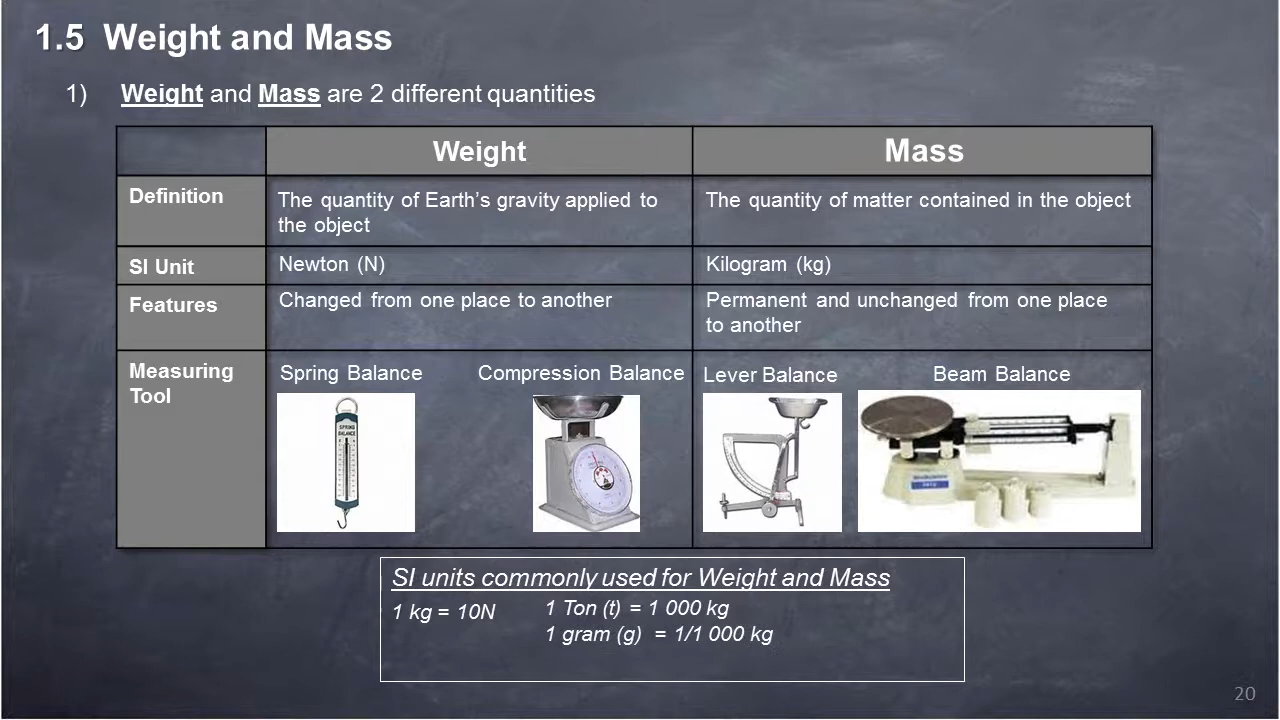 1.5 Weight and Mass
1) Weight and Mass are 2 different quantities
Weight
Mass
Definition
The quantity of Earth's gravity applied to
the object
The quantity of matter contained in the object
SI Unit
Newton (N)
Kilogram (kg)
Features
Changed from one place to another
Permanent and unchanged from one place
to another
Measuring
Tool
Spring Balance
Compression Balance
Lever Balance
Beam Balance
SPRING
BALANCE
SI units commonly used for Weight and Mass
1 kg = 10N
1 Ton (t) = 1 000 kg
1 gram (g) = 1/1 000 kg
20